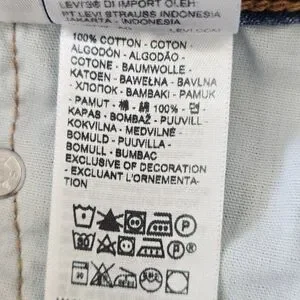 LEVI'S® DI IMPORT OLEH
PT LEVI STRAUSS INDONESIA
JAKARTA - INDONESIA
100% COTTON - COTON -
ALGODÓN - ALGODÃO -
COTONE - BAUMWOLLE -
KATOEN - BAWEŁNA - BAVLNA
- ХЛОПОК - BAMBAKI - PAMUK
- PAMUT - 棉 - 綿 100% -
KAPAS - BOMBAŽ - PUUVILL -
KOKVILNA - MEDVILNĖ -
BOMULD - PUUVILLA -
BOMULL - BUMBAC
EXCLUSIVE OF DECORATION
- EXCLUANT L'ORNEMENTA-
TION